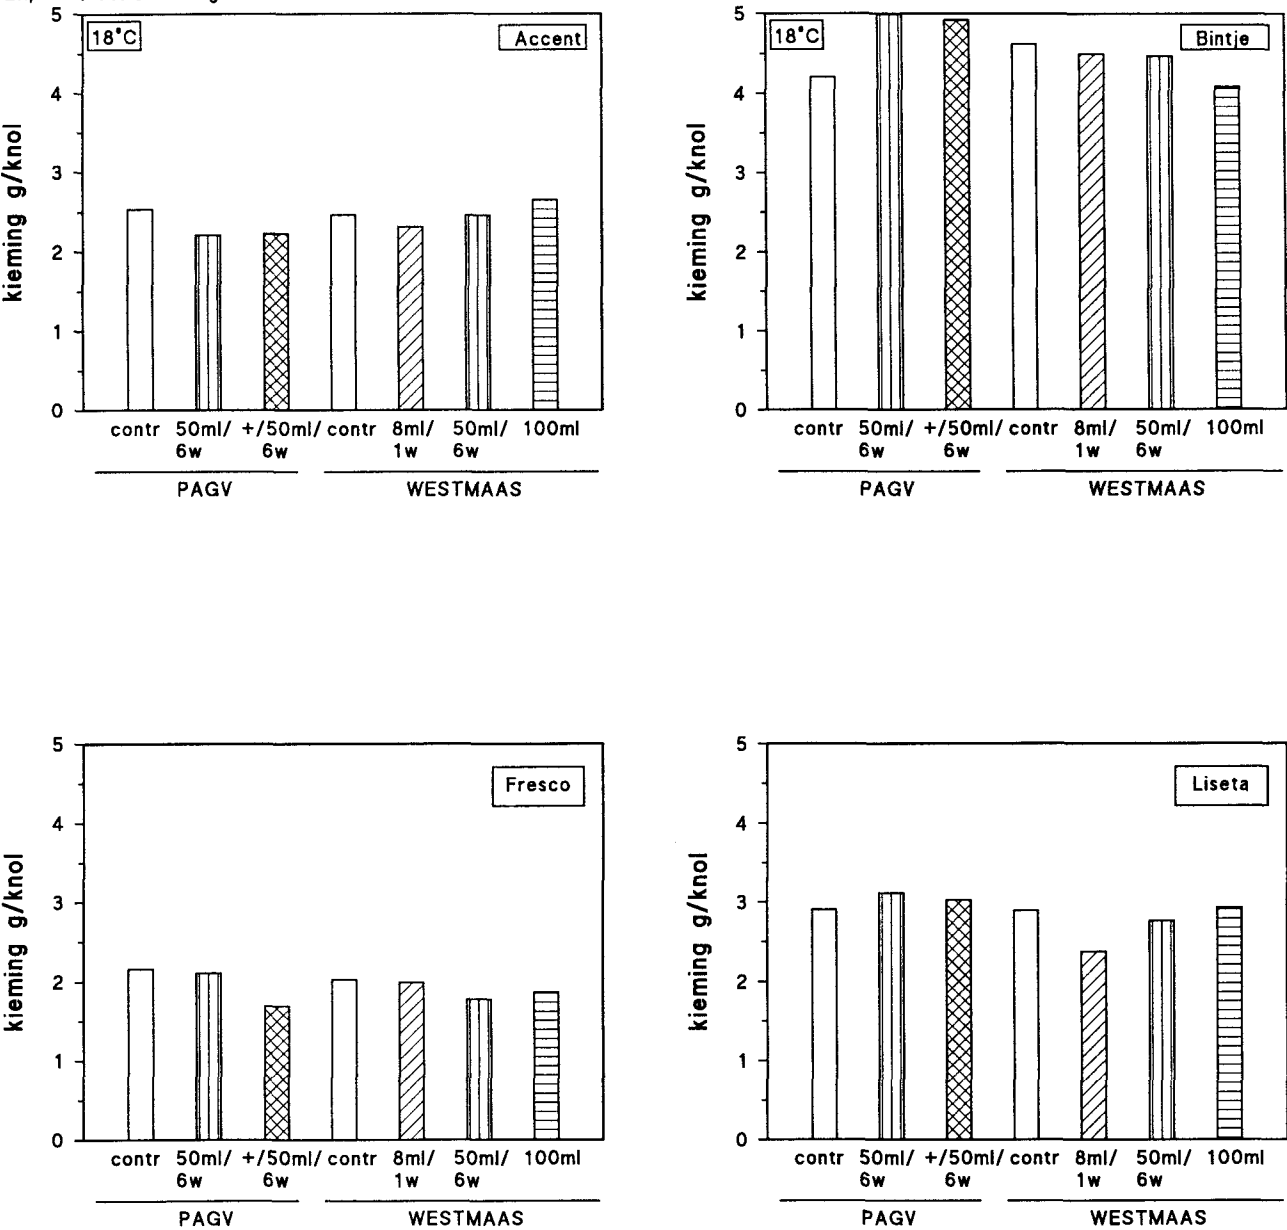 18°C
Accent
kieming g/knol
5
4
3
2
1
0
contr 50ml/ +/50ml/ contr 8ml/ 50ml/ 100ml
6w 6w 1w 6w
PAGV WESTMAAS
18°C
Bintje
kieming g/knol
5
4
3
2
1
0
contr 50ml/ +/50ml/ contr 8ml/ 50ml/ 100ml
6w 6w 1w 6w
PAGV WESTMAAS
Fresco
kieming g/knol
5
4
3
2
1
0
contr 50ml/ +/50ml/ contr 8ml/ 50ml/ 100ml
6w 6w 1w 6w
PAGV WESTMAAS
Liseta
kieming g/knol
5
4
3
2
1
0
contr 50ml/ +/50ml/ contr 8ml/ 50ml/ 100ml
6w 6w 1w 6w
PAGV WESTMAAS